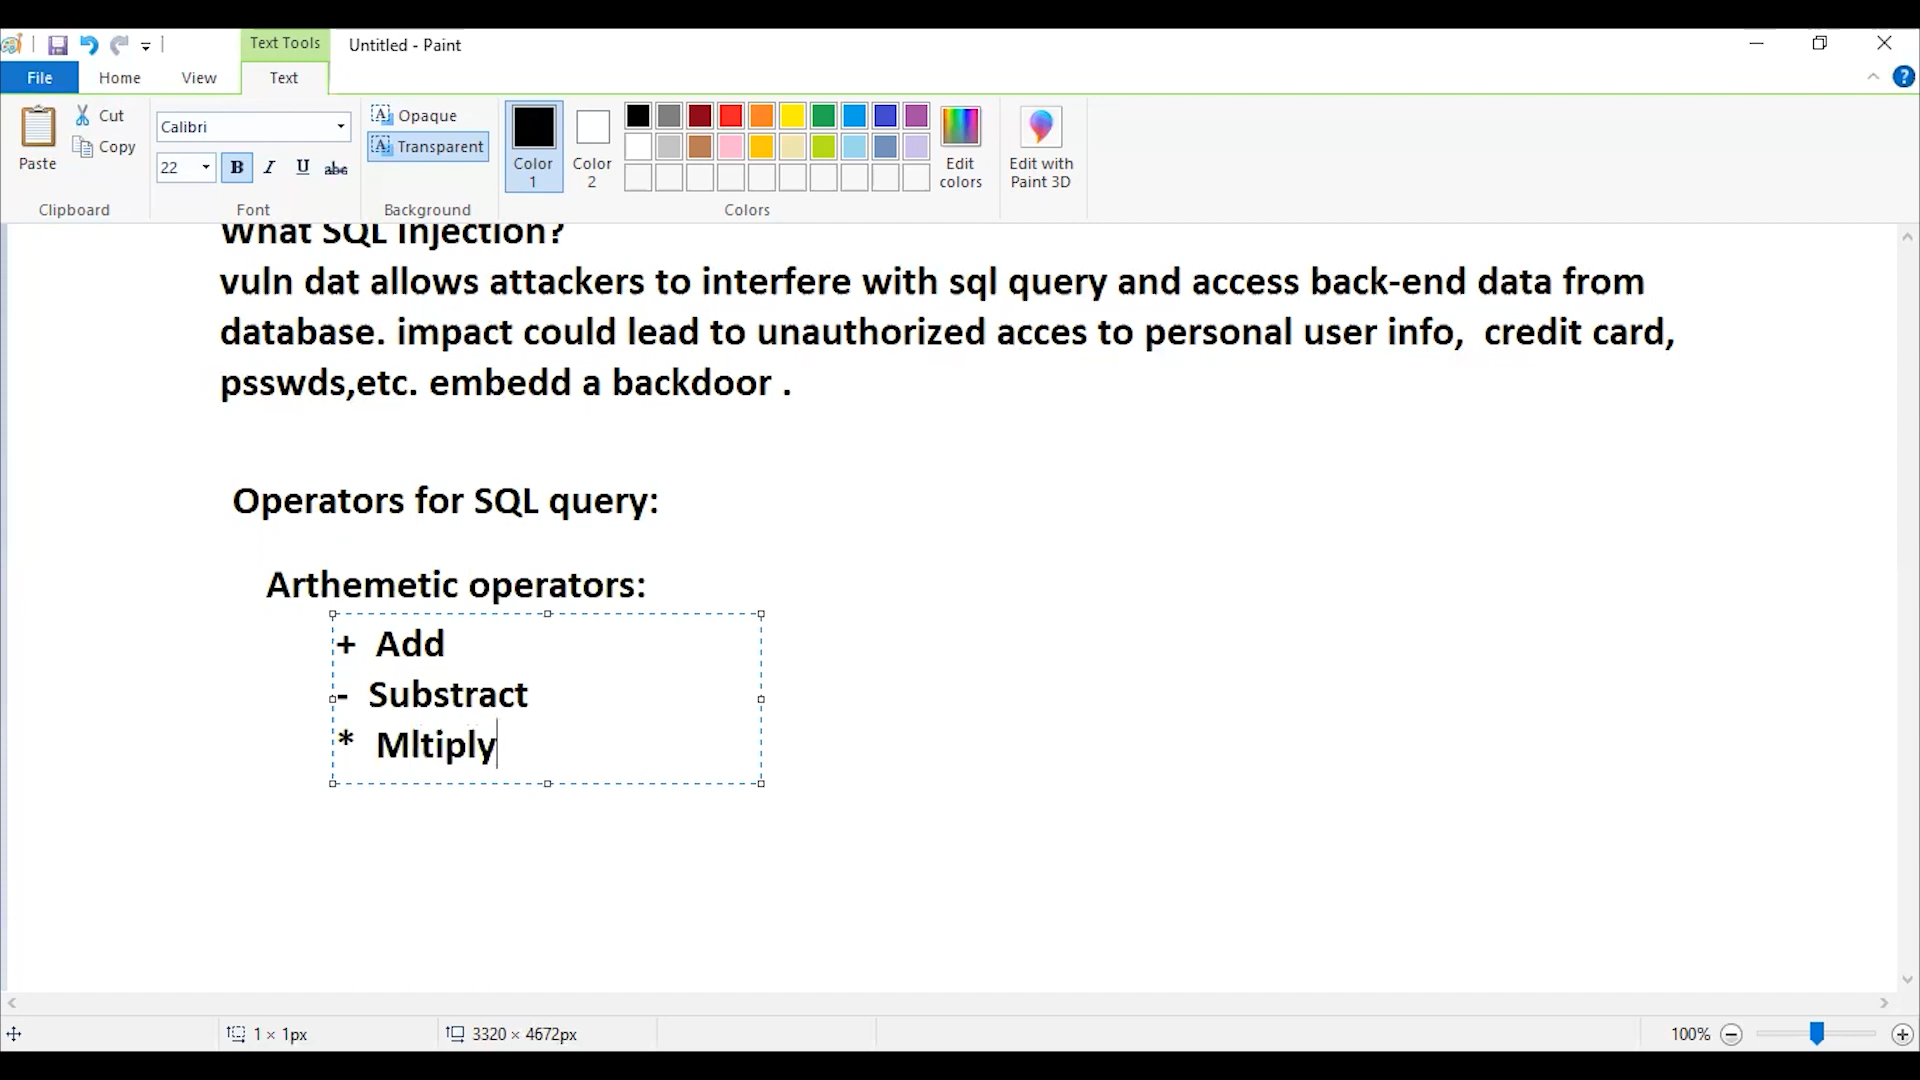 Text Tools
Untitled - Paint
File
Home
View
Text
Paste
Cut
Copy
Clipboard
Calibri
22
B
I
U
abc
Font
Opaque
Transparent
Background
Color 1
Color 2
Colors
Edit colors
Edit with Paint 3D
What SQL Injection?
vuln dat allows attackers to interfere with sql query and access back-end data from
database. impact could lead to unauthorized acces to personal user info,  credit card,
psswds,etc. embedd a backdoor .
Operators for SQL query:
Arthemetic operators:
+  Add
-  Substract
*  Mltiply
1 × 1px
3320 × 4672px
100%